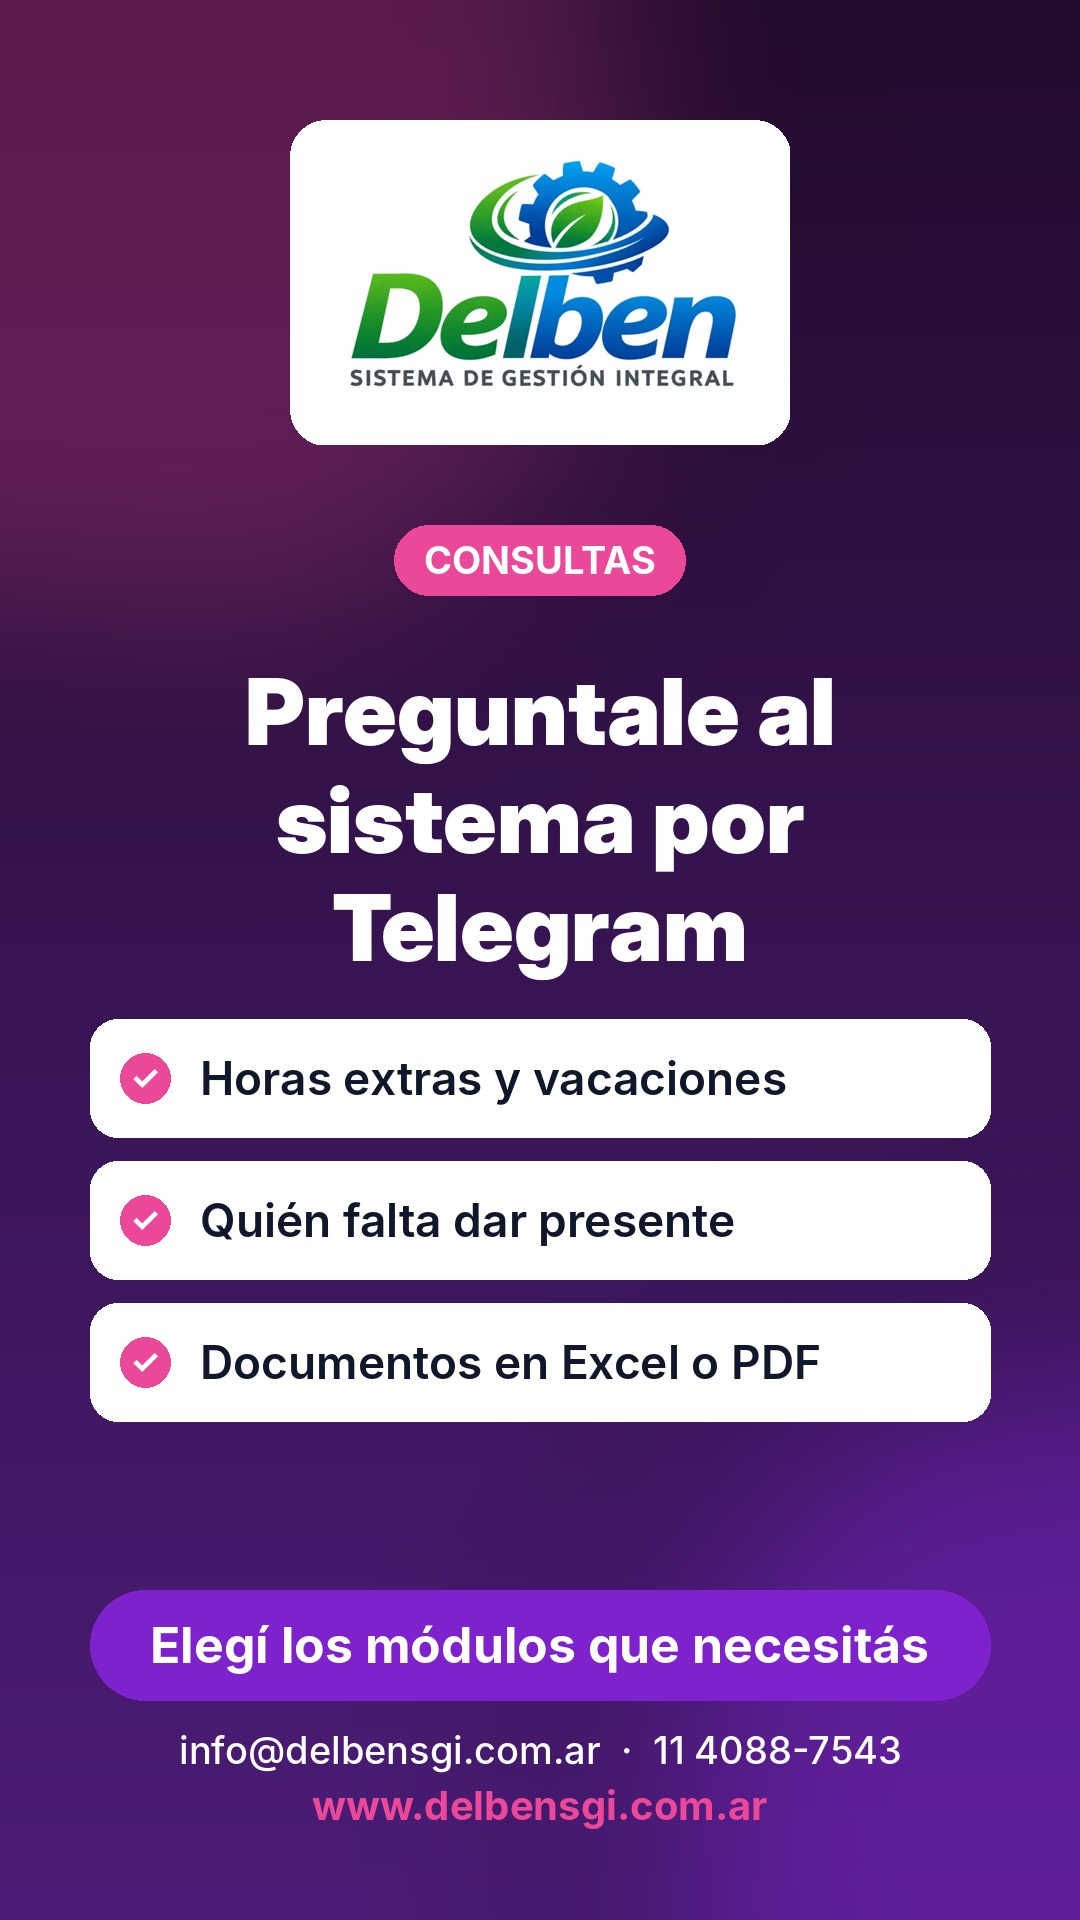 Delben
SISTEMA DE GESTIÓN INTEGRAL
CONSULTAS
Preguntale al
sistema por
Telegram
Horas extras y vacaciones
Quién falta dar presente
Documentos en Excel o PDF
Elegí los módulos que necesitás
info@delbensgi.com.ar · 11 4088-7543
www.delbensgi.com.ar